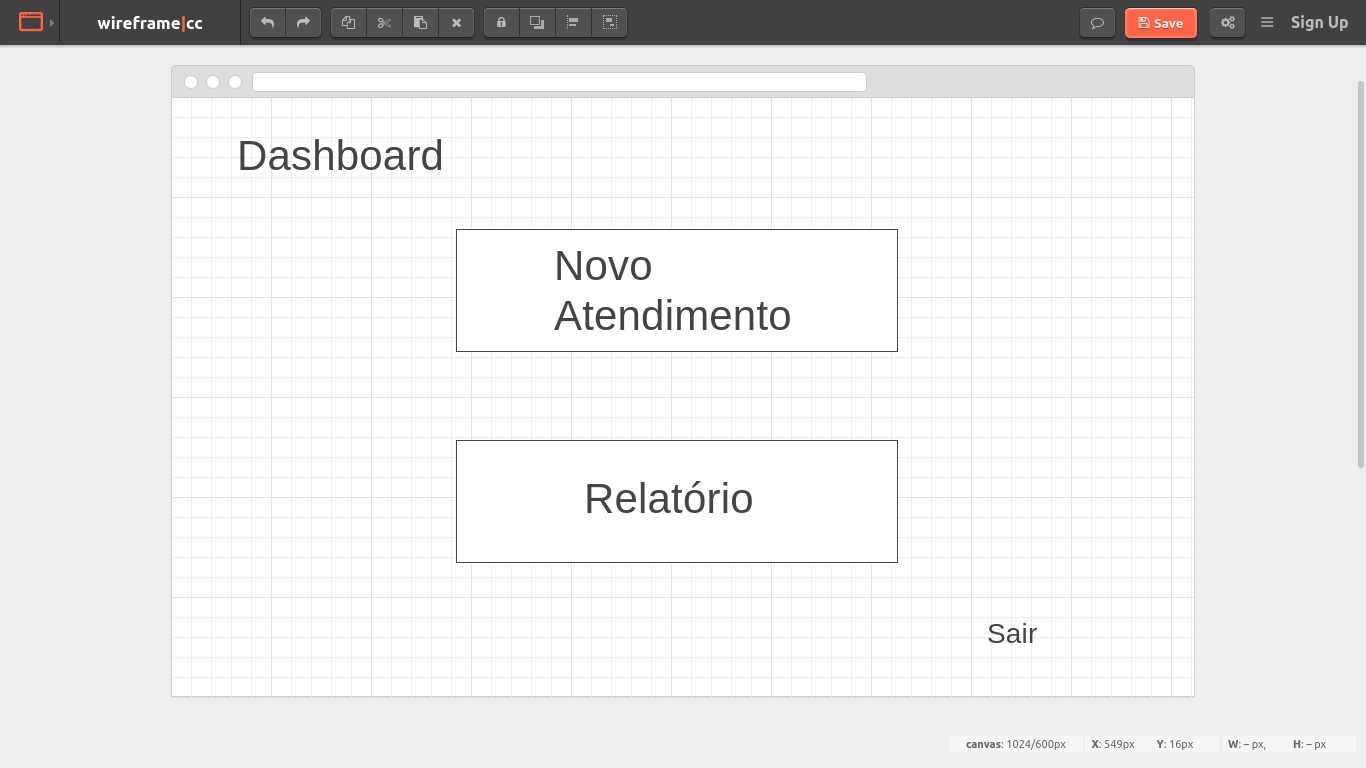 wireframe|cc
Save
Sign Up
Dashboard
Novo
Atendimento
Relatório
Sair
canvas: 1024/600px X: 549px Y: 16px W: – px, H: – px